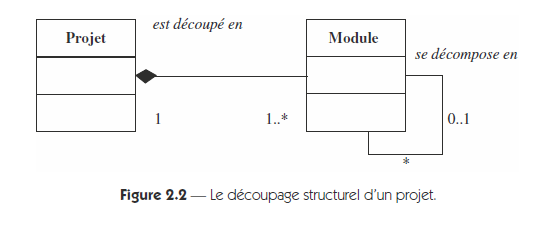 est découpé en
Projet
Module
se décompose en
1
1..*
0..1
*
Figure 2.2 — Le découpage structurel d'un projet.